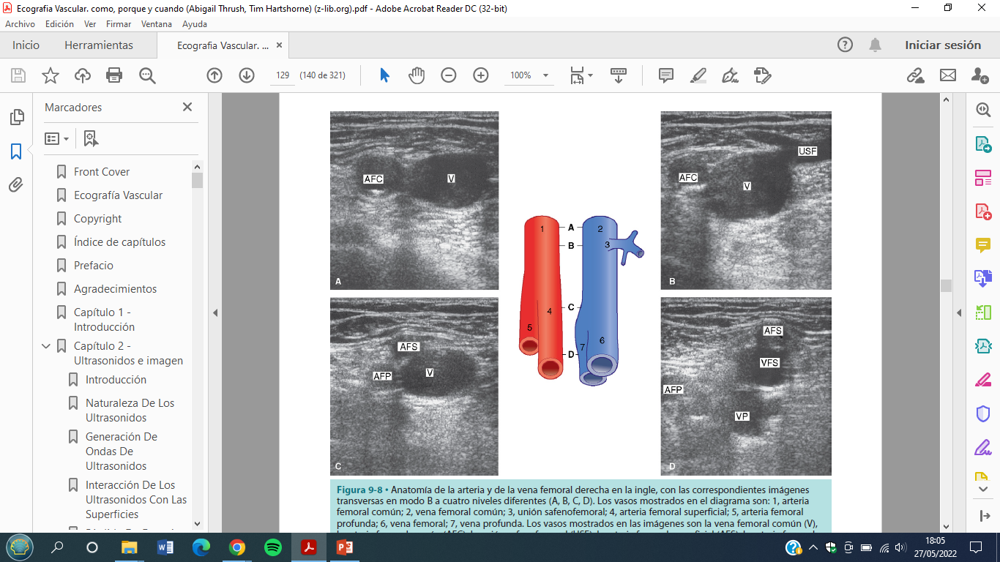 Ecografia Vascular. como, porque y cuando (Abigail Thrush, Tim Hartshorne) (z-lib.org).pdf - Adobe Acrobat Reader DC (32-bit)
Archivo Edición Ver Firmar Ventana Ayuda
Inicio Herramientas Ecografia Vascular. ... Iniciar sesión
129 (140 de 321) 100%
Marcadores
Front Cover
Ecografía Vascular
Copyright
Índice de capítulos
Prefacio
Agradecimientos
Capítulo 1 -
Introducción
Capítulo 2 -
Ultrasonidos e imagen
Introducción
Naturaleza De Los
Ultrasonidos
Generación De
Ondas De
Ultrasonidos
Interacción De Los
Ultrasonidos Con Las
Superficies
AFC V
A
USF
AFC V
B
1 A 2
B 3
C
4
5
6
7
D
AFS
AFP V
C
AFS
VFS
AFP
VP
D
Figura 9-8 • Anatomía de la arteria y de la vena femoral derecha en la ingle, con las correspondientes imágenes
transversas en modo B a cuatro niveles diferentes (A, B, C, D). Los vasos mostrados en el diagrama son: 1, arteria
femoral común; 2, vena femoral común; 3, unión safenofemoral; 4, arteria femoral superficial; 5, arteria femoral
profunda; 6, vena femoral; 7, vena profunda. Los vasos mostrados en las imágenes son la vena femoral común (V),
18:05
27/05/2022